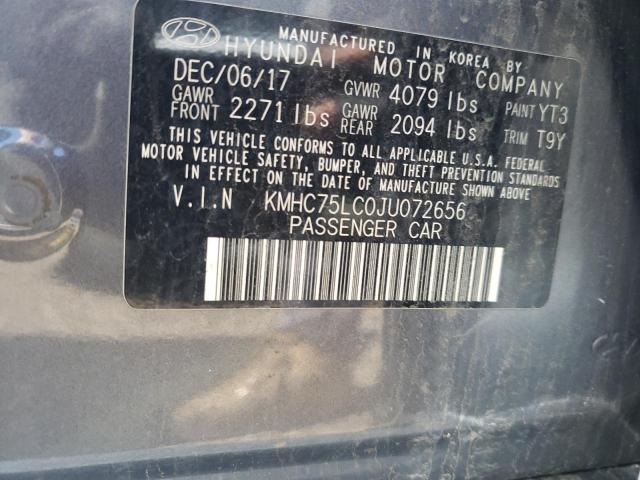 MANUFACTURED IN KOREA BY
HYUNDAI MOTOR COMPANY
DEC/06/17 GVWR 4079 lbs PAINT YT3
GAWR FRONT 2271 lbs GAWR REAR 2094 lbs TRIM T9Y
THIS VEHICLE CONFORMS TO ALL APPLICABLE U.S.A. FEDERAL
MOTOR VEHICLE SAFETY, BUMPER, AND THEFT PREVENTION STANDARDS
IN EFFECT ON THE DATE OF MANUFACTURE SHOWN ABOVE
V.I.N KMHC75LC0JU072656
PASSENGER CAR